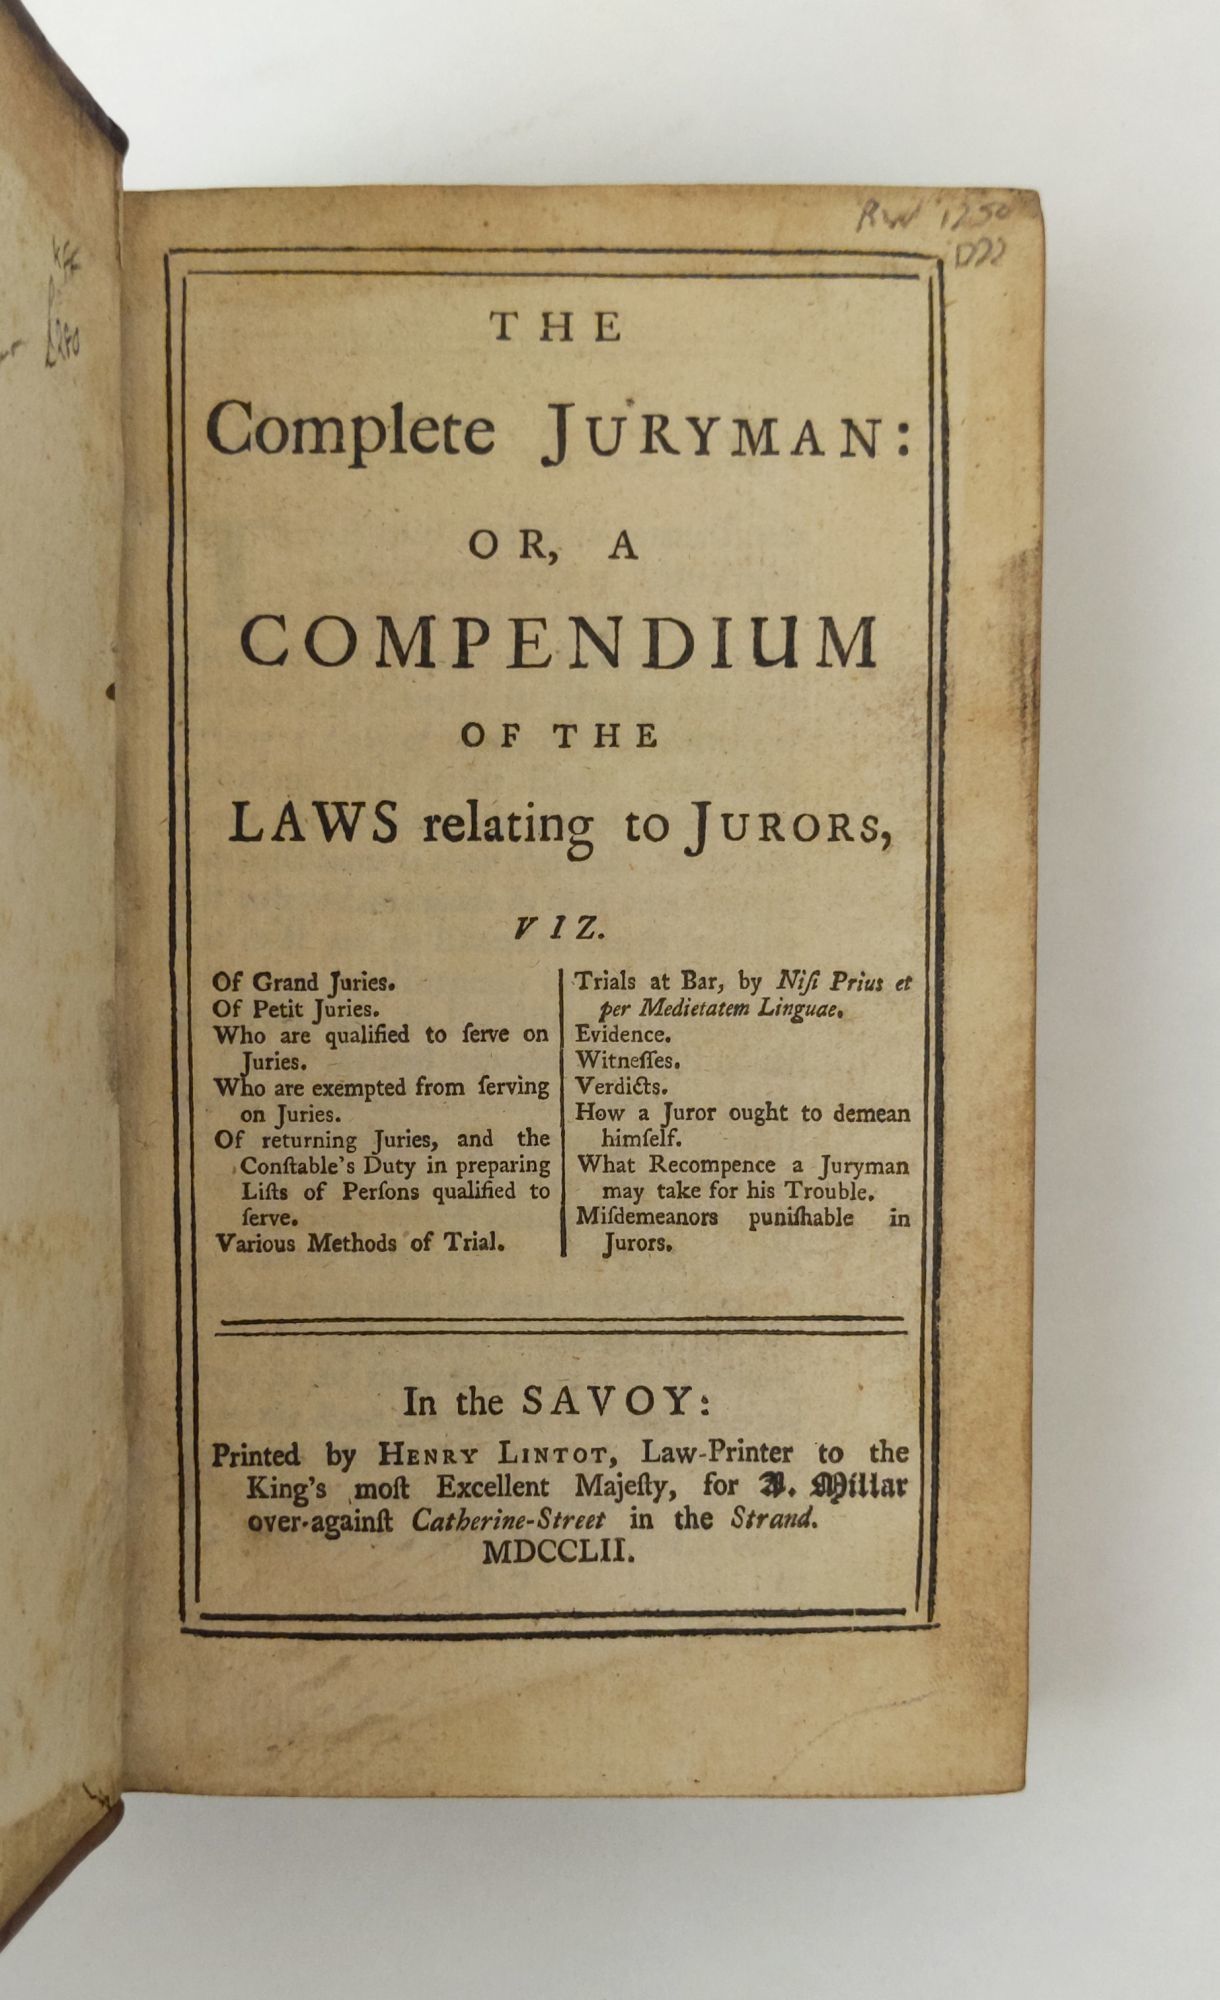 RW 1250
D22
KFF
£280
THE
Complete JURYMAN:
OR, A
COMPENDIUM
OF THE
LAWS relating to JURORS,
VIZ.
Of Grand Juries.
Of Petit Juries.
Who are qualified to ſerve on
Juries.
Who are exempted from ſerving
on Juries.
Of returning Juries, and the
Conſtable's Duty in preparing
Liſts of Perſons qualified to
ſerve.
Various Methods of Trial.
Trials at Bar, by Niſi Prius et
per Medietatem Linguae.
Evidence.
Witneſſes.
Verdicts.
How a Juror ought to demean
himſelf.
What Recompence a Juryman
may take for his Trouble.
Miſdemeanors puniſhable in
Jurors.
In the SAVOY:
Printed by HENRY LINTOT, Law-Printer to the
King's moſt Excellent Majeſty, for A. Millar
over-againſt Catherine-Street in the Strand.
MDCCLII.